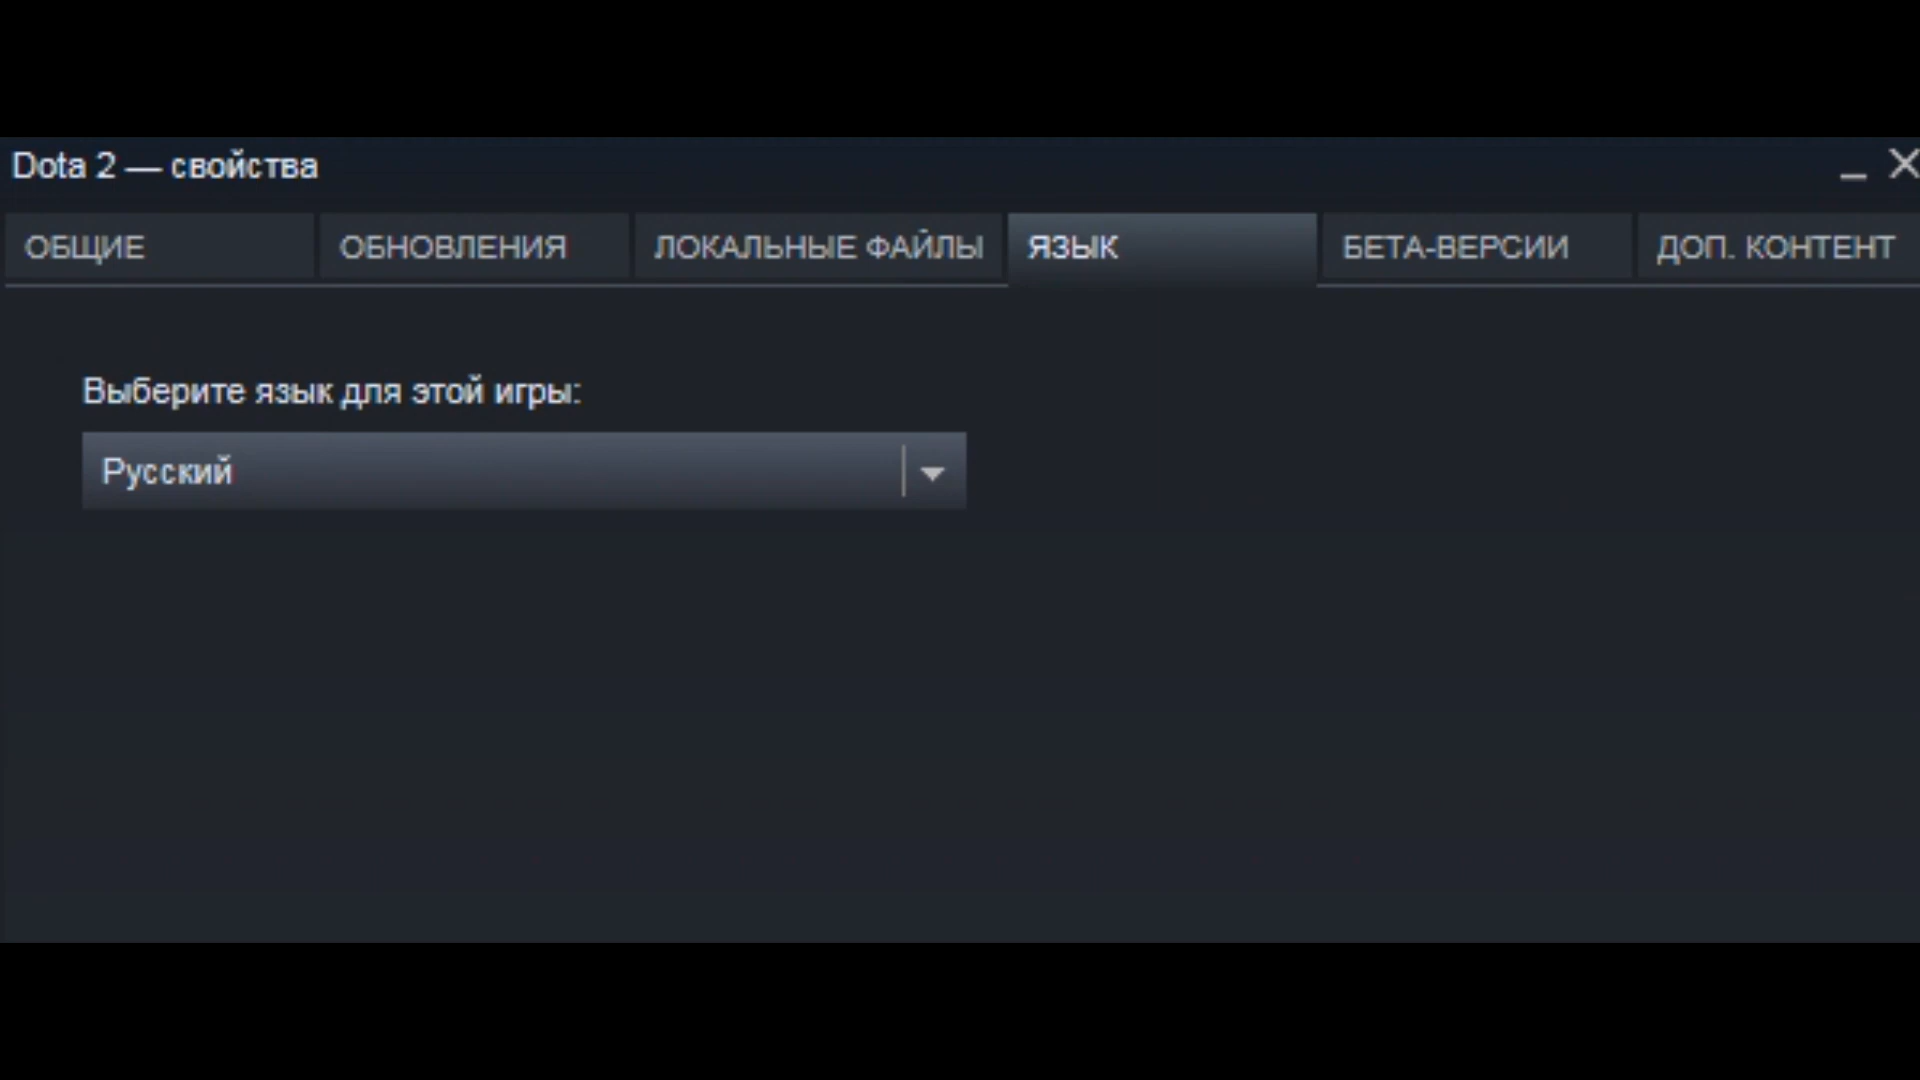 Dota 2 — свойства
ОБЩИЕ ОБНОВЛЕНИЯ ЛОКАЛЬНЫЕ ФАЙЛЫ ЯЗЫК БЕТА-ВЕРСИИ ДОП. КОНТЕНТ
Выберите язык для этой игры:
Русский